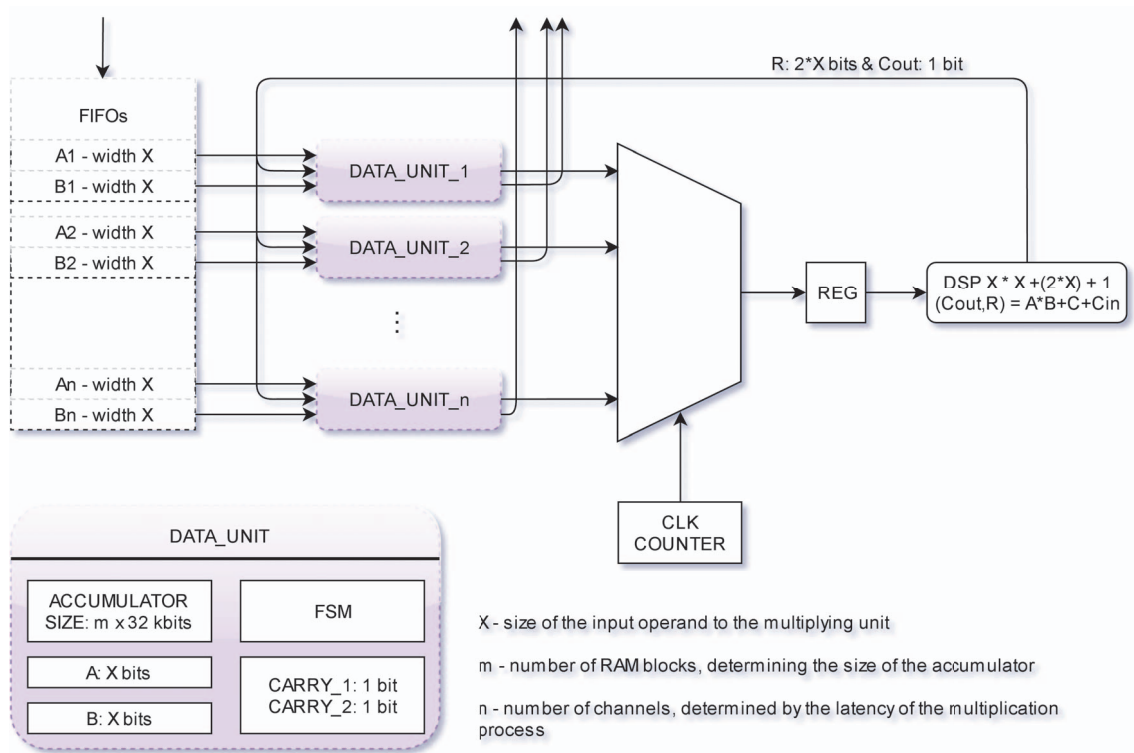 R: 2*X bits & Cout: 1 bit
FIFOs
A1 - width X
B1 - width X
A2 - width X
B2 - width X
An - width X
Bn - width X
DATA_UNIT_1
DATA_UNIT_2
⋮
DATA_UNIT_n
REG
DSP X * X +(2*X) + 1
(Cout,R) = A*B+C+Cin
CLK
COUNTER
DATA_UNIT
ACCUMULATOR
SIZE: m x 32 kbits
FSM
A: X bits
B: X bits
CARRY_1: 1 bit
CARRY_2: 1 bit
X - size of the input operand to the multiplying unit
m - number of RAM blocks, determining the size of the accumulator
n - number of channels, determined by the latency of the multiplication
process